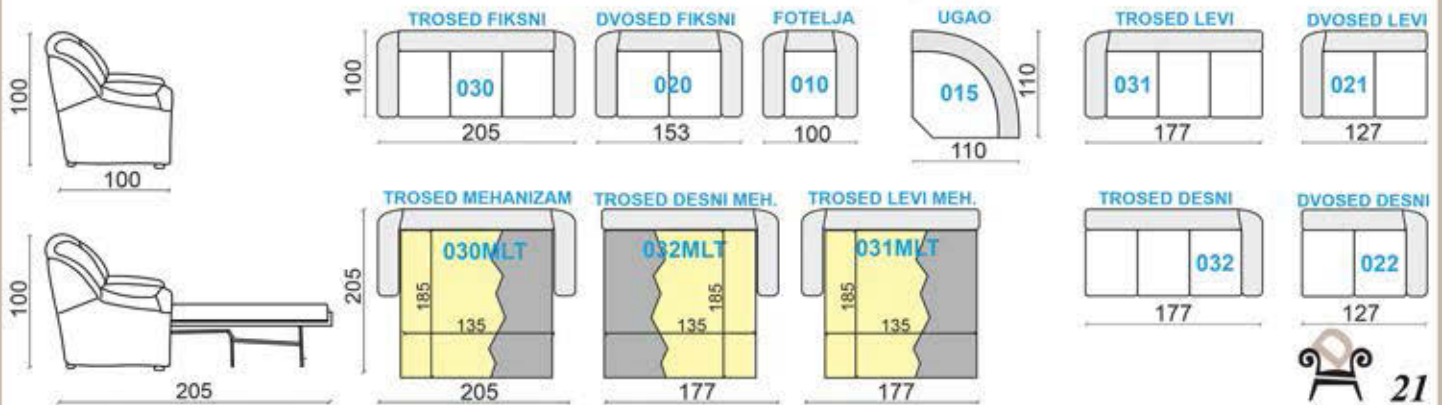 TROSED FIKSNI DVOSED FIKSNI FOTELJA UGAO TROSED LEVI DVOSED LEVI
100 100 030 020 010 015 110 031 021
205 153 100 110 177 127
100
TROSED MEHANIZAM TROSED DESNI MEH. TROSED LEVI MEH. TROSED DESNI DVOSED DESNI
030MLT 032MLT 031MLT
100 205 185 185 185 032 022
135 135 135
177 127
205 205 177 177
21